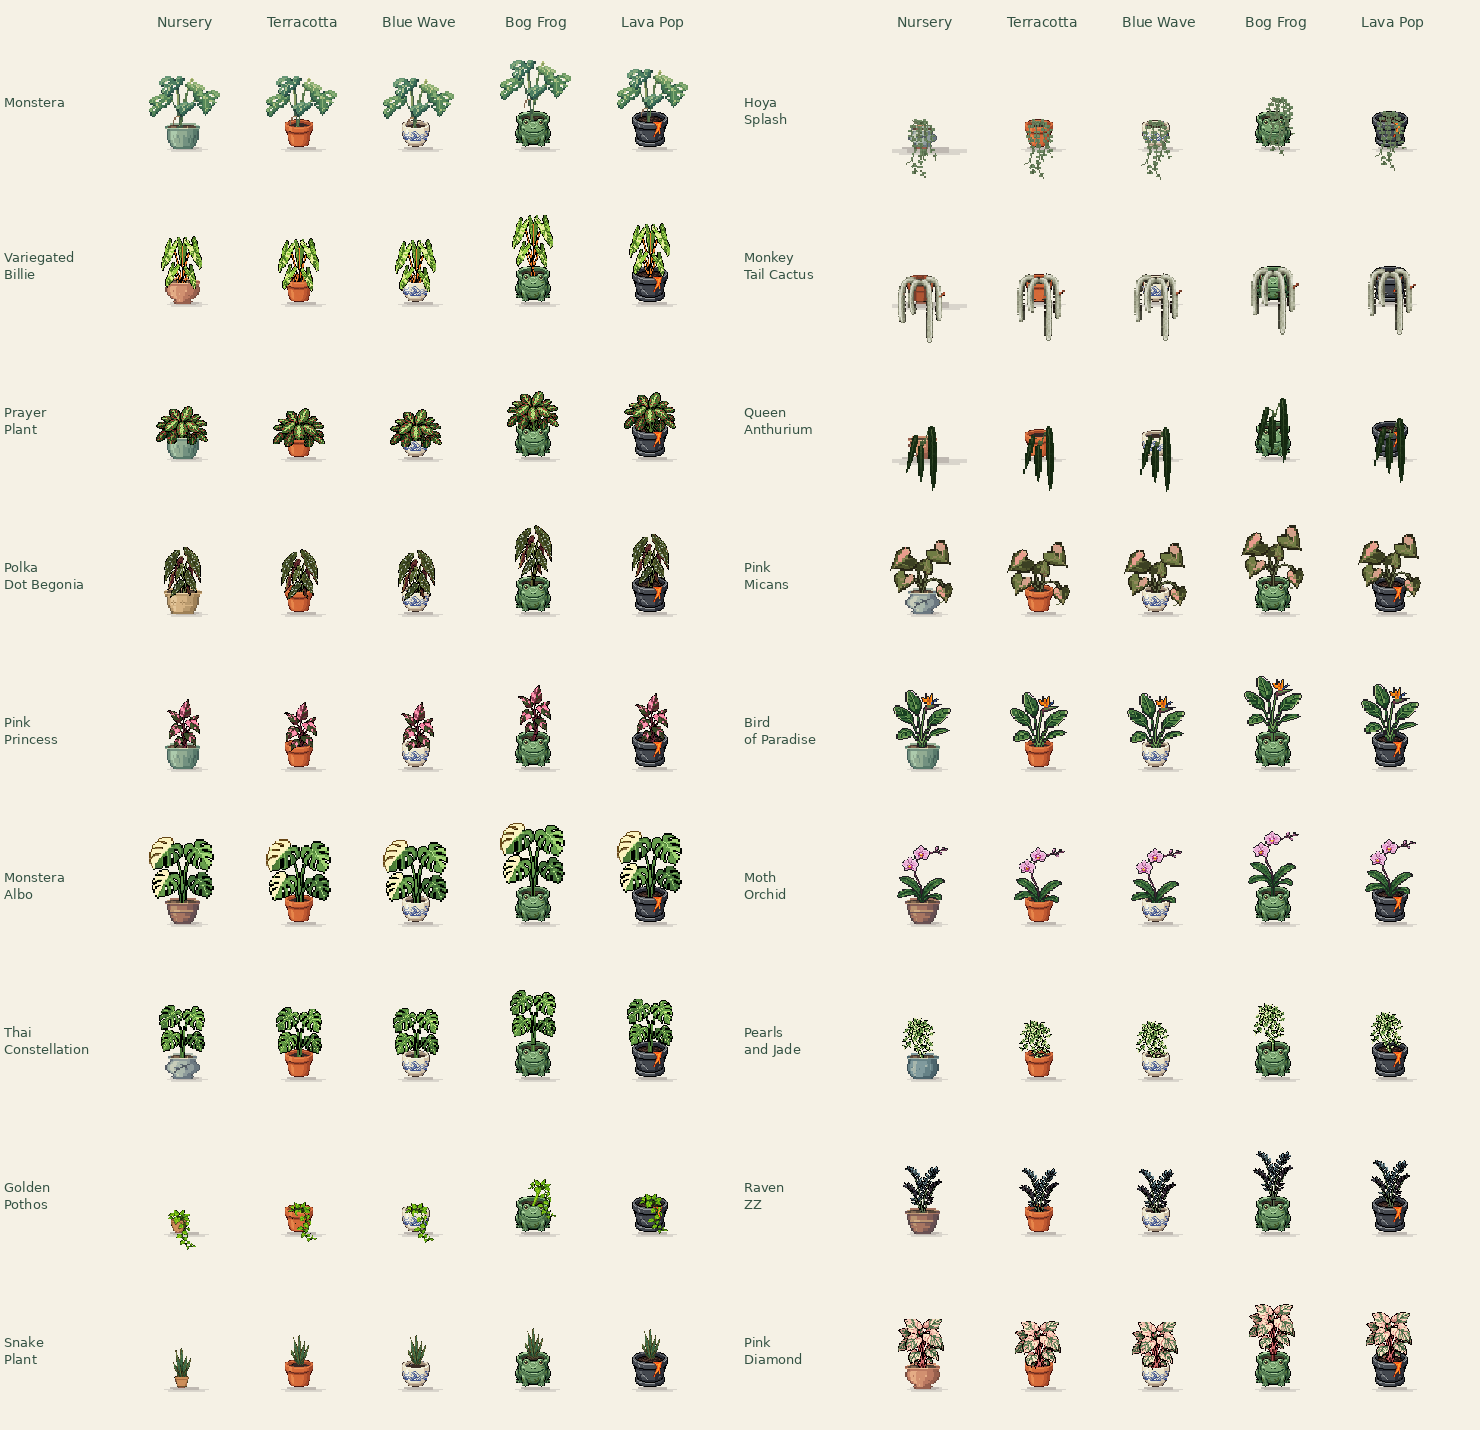 Nursery Terracotta Blue Wave Bog Frog Lava Pop Nursery Terracotta Blue Wave Bog Frog Lava Pop
Monstera
Hoya
Splash
Variegated
Billie
Monkey
Tail Cactus
Prayer
Plant
Queen
Anthurium
Polka
Dot Begonia
Pink
Micans
Pink
Princess
Bird
of Paradise
Monstera
Albo
Moth
Orchid
Thai
Constellation
Pearls
and Jade
Golden
Pothos
Raven
ZZ
Snake
Plant
Pink
Diamond